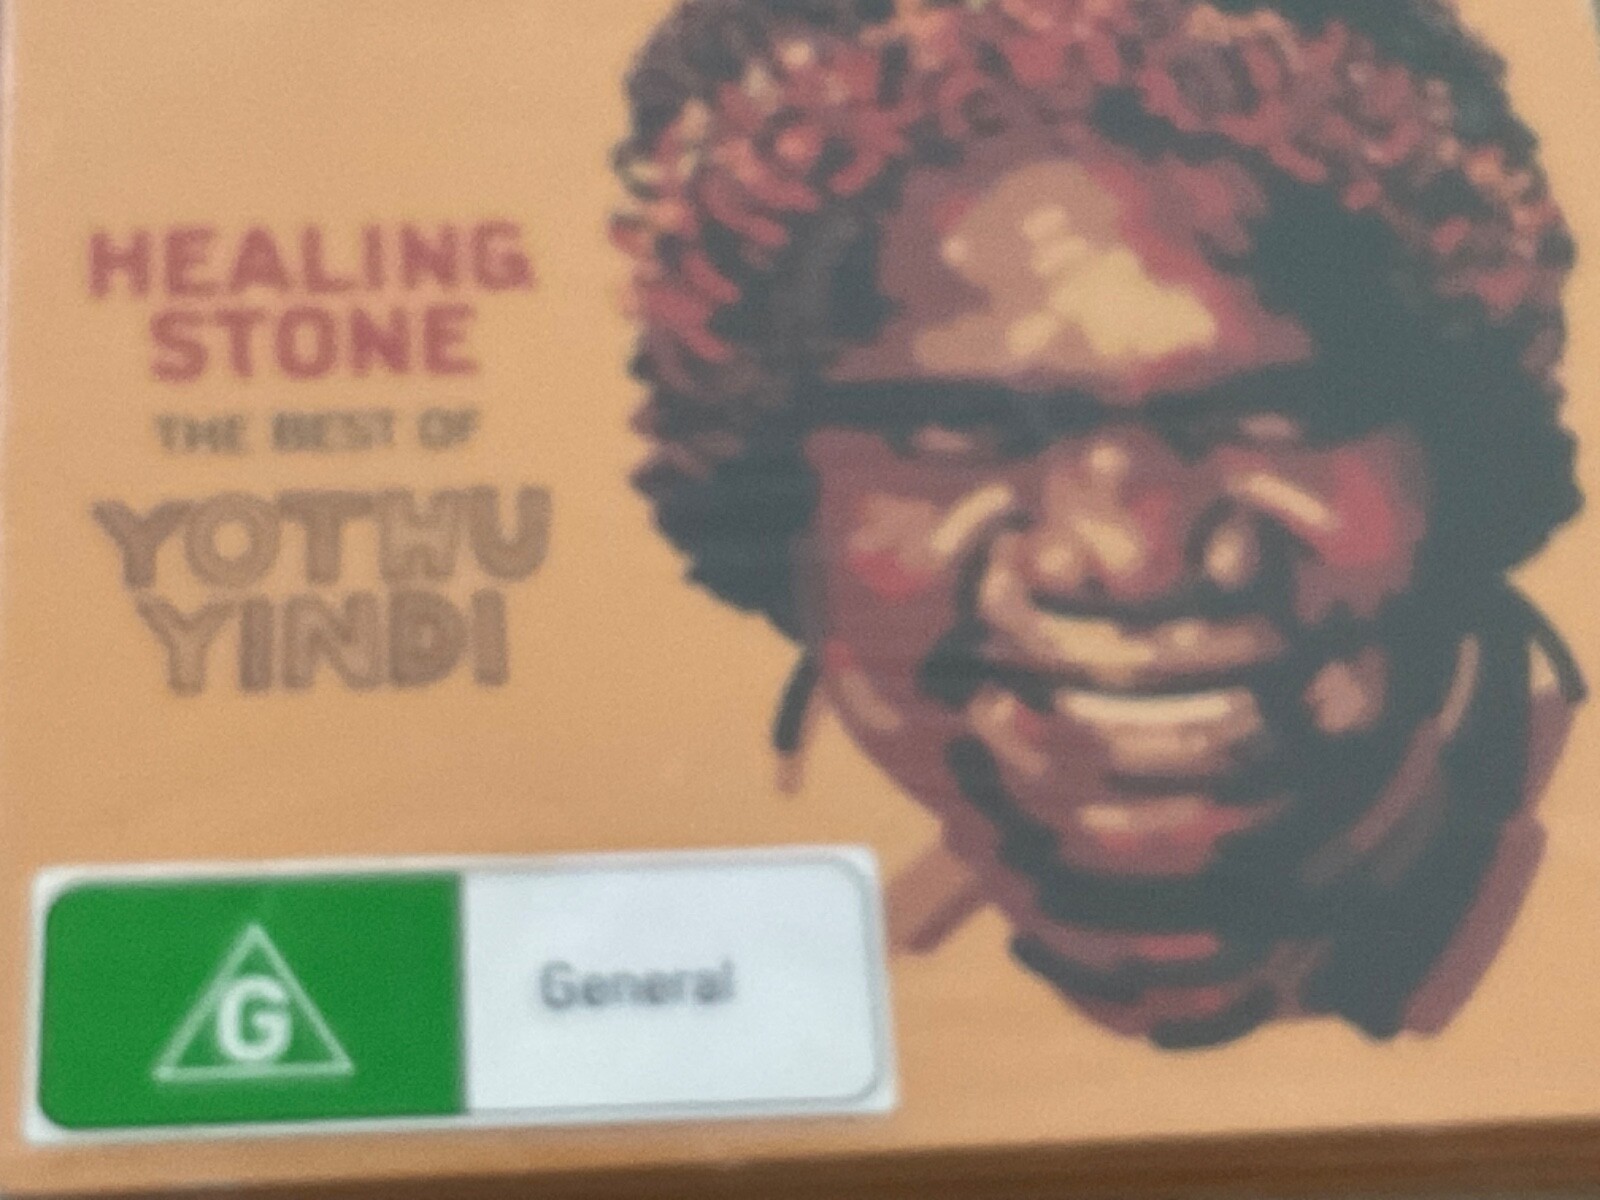 HEALING
STONE
THE BEST OF
YOTHU
YINDI
G
General